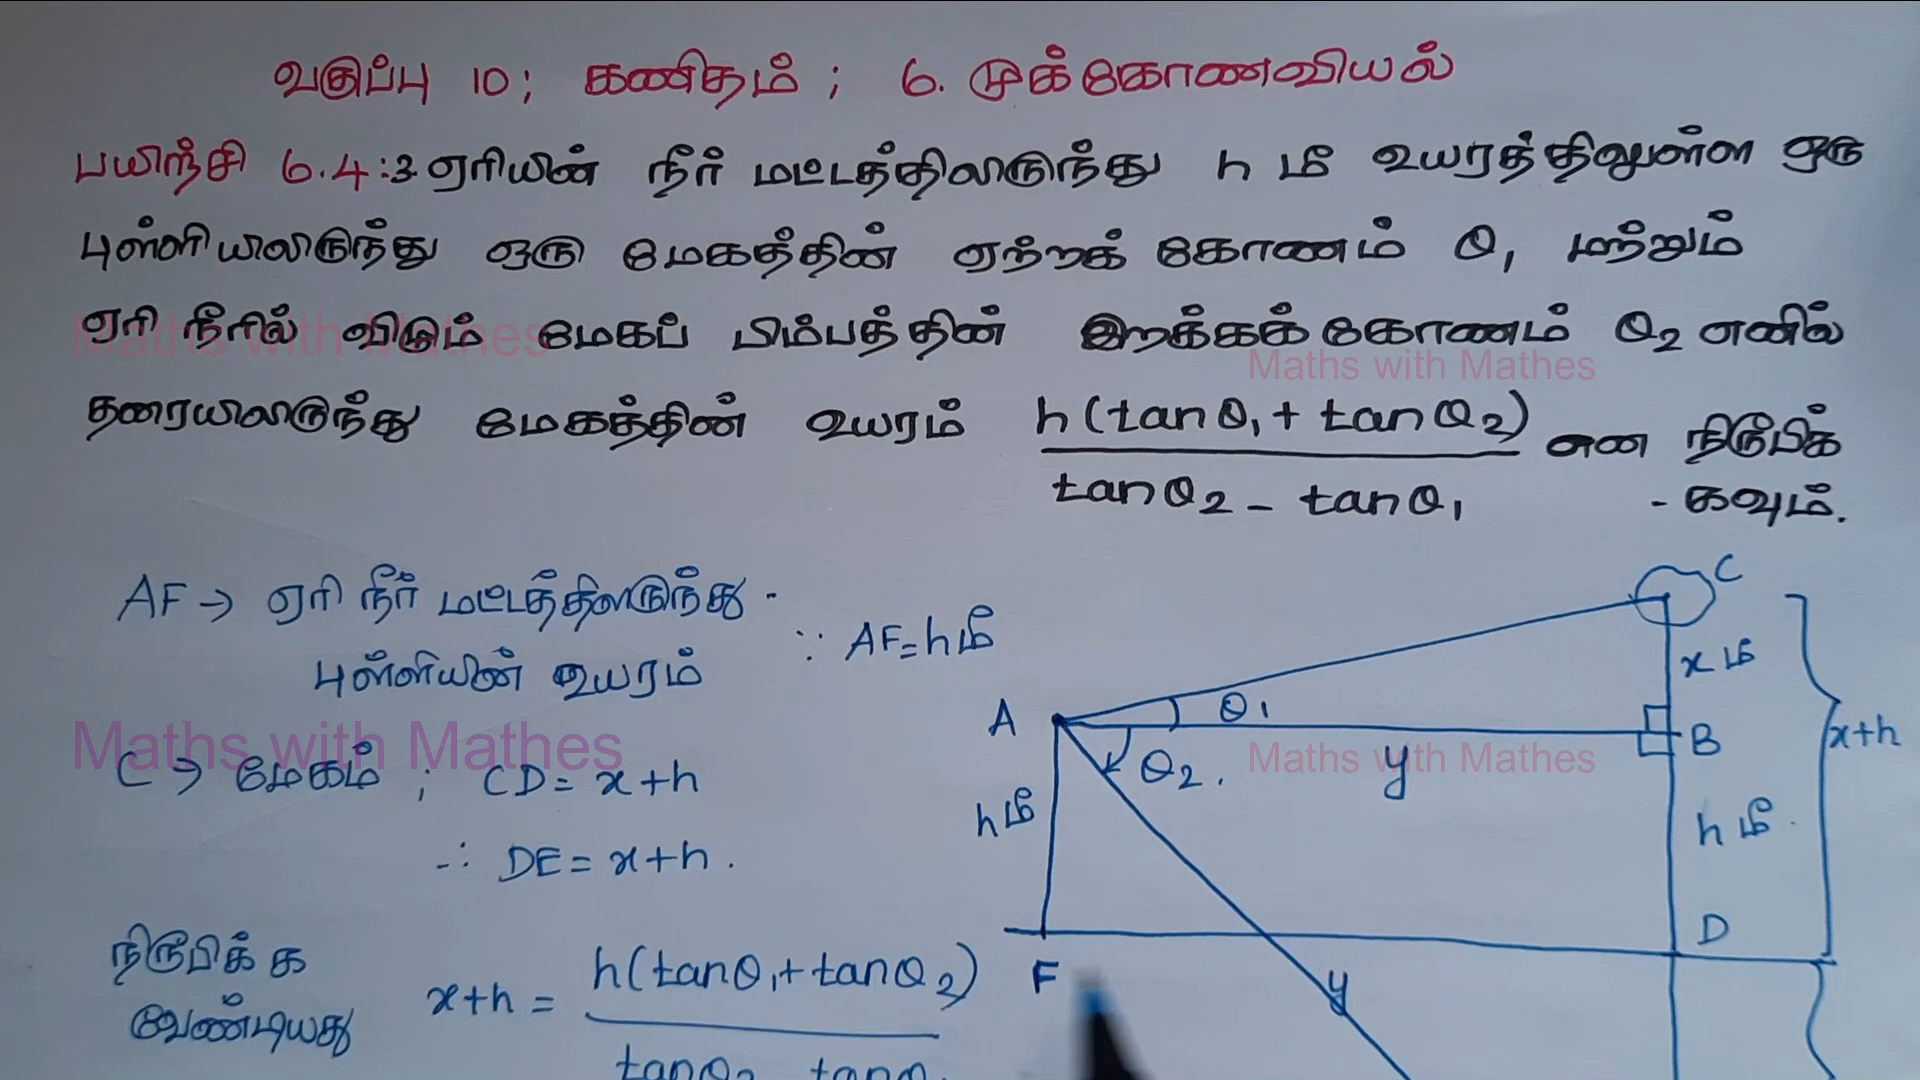 வகுப்பு 10; கணிதம்; 6. முக்கோணவியல்
பயிற்சி 6.4:3. ஏரியின் நீர் மட்டத்திலிருந்து h மீ உயரத்திலுள்ள ஒரு
புள்ளியிலிருந்து ஒரு மேகத்தின் ஏற்றக் கோணம் θ1 மற்றும்
ஏரி நீரில் விழும் மேகப் பிம்பத்தின் இறக்கக் கோணம் θ2 எனில்
Maths with Mathes
Maths with Mathes
தரையிலிருந்து மேகத்தின் உயரம் h(tanθ1 + tanθ2) என நிரூபிக்
tanθ2 - tanθ1 - கவும்.
AF → ஏரி நீர் மட்டத்திலிருந்து -
புள்ளியின் உயரம்
∵ AF = h மீ
Maths with Mathes
C → மேகம் ; CD = x+h
∴ DE = x+h.
நிரூபிக்க
வேண்டியது
x+h = h(tanθ1 + tanθ2)
tanθ2 tanθ
C
x மீ
A
θ1
B
x+h
θ2.
y
Maths with Mathes
h மீ
h மீ
D
F
y